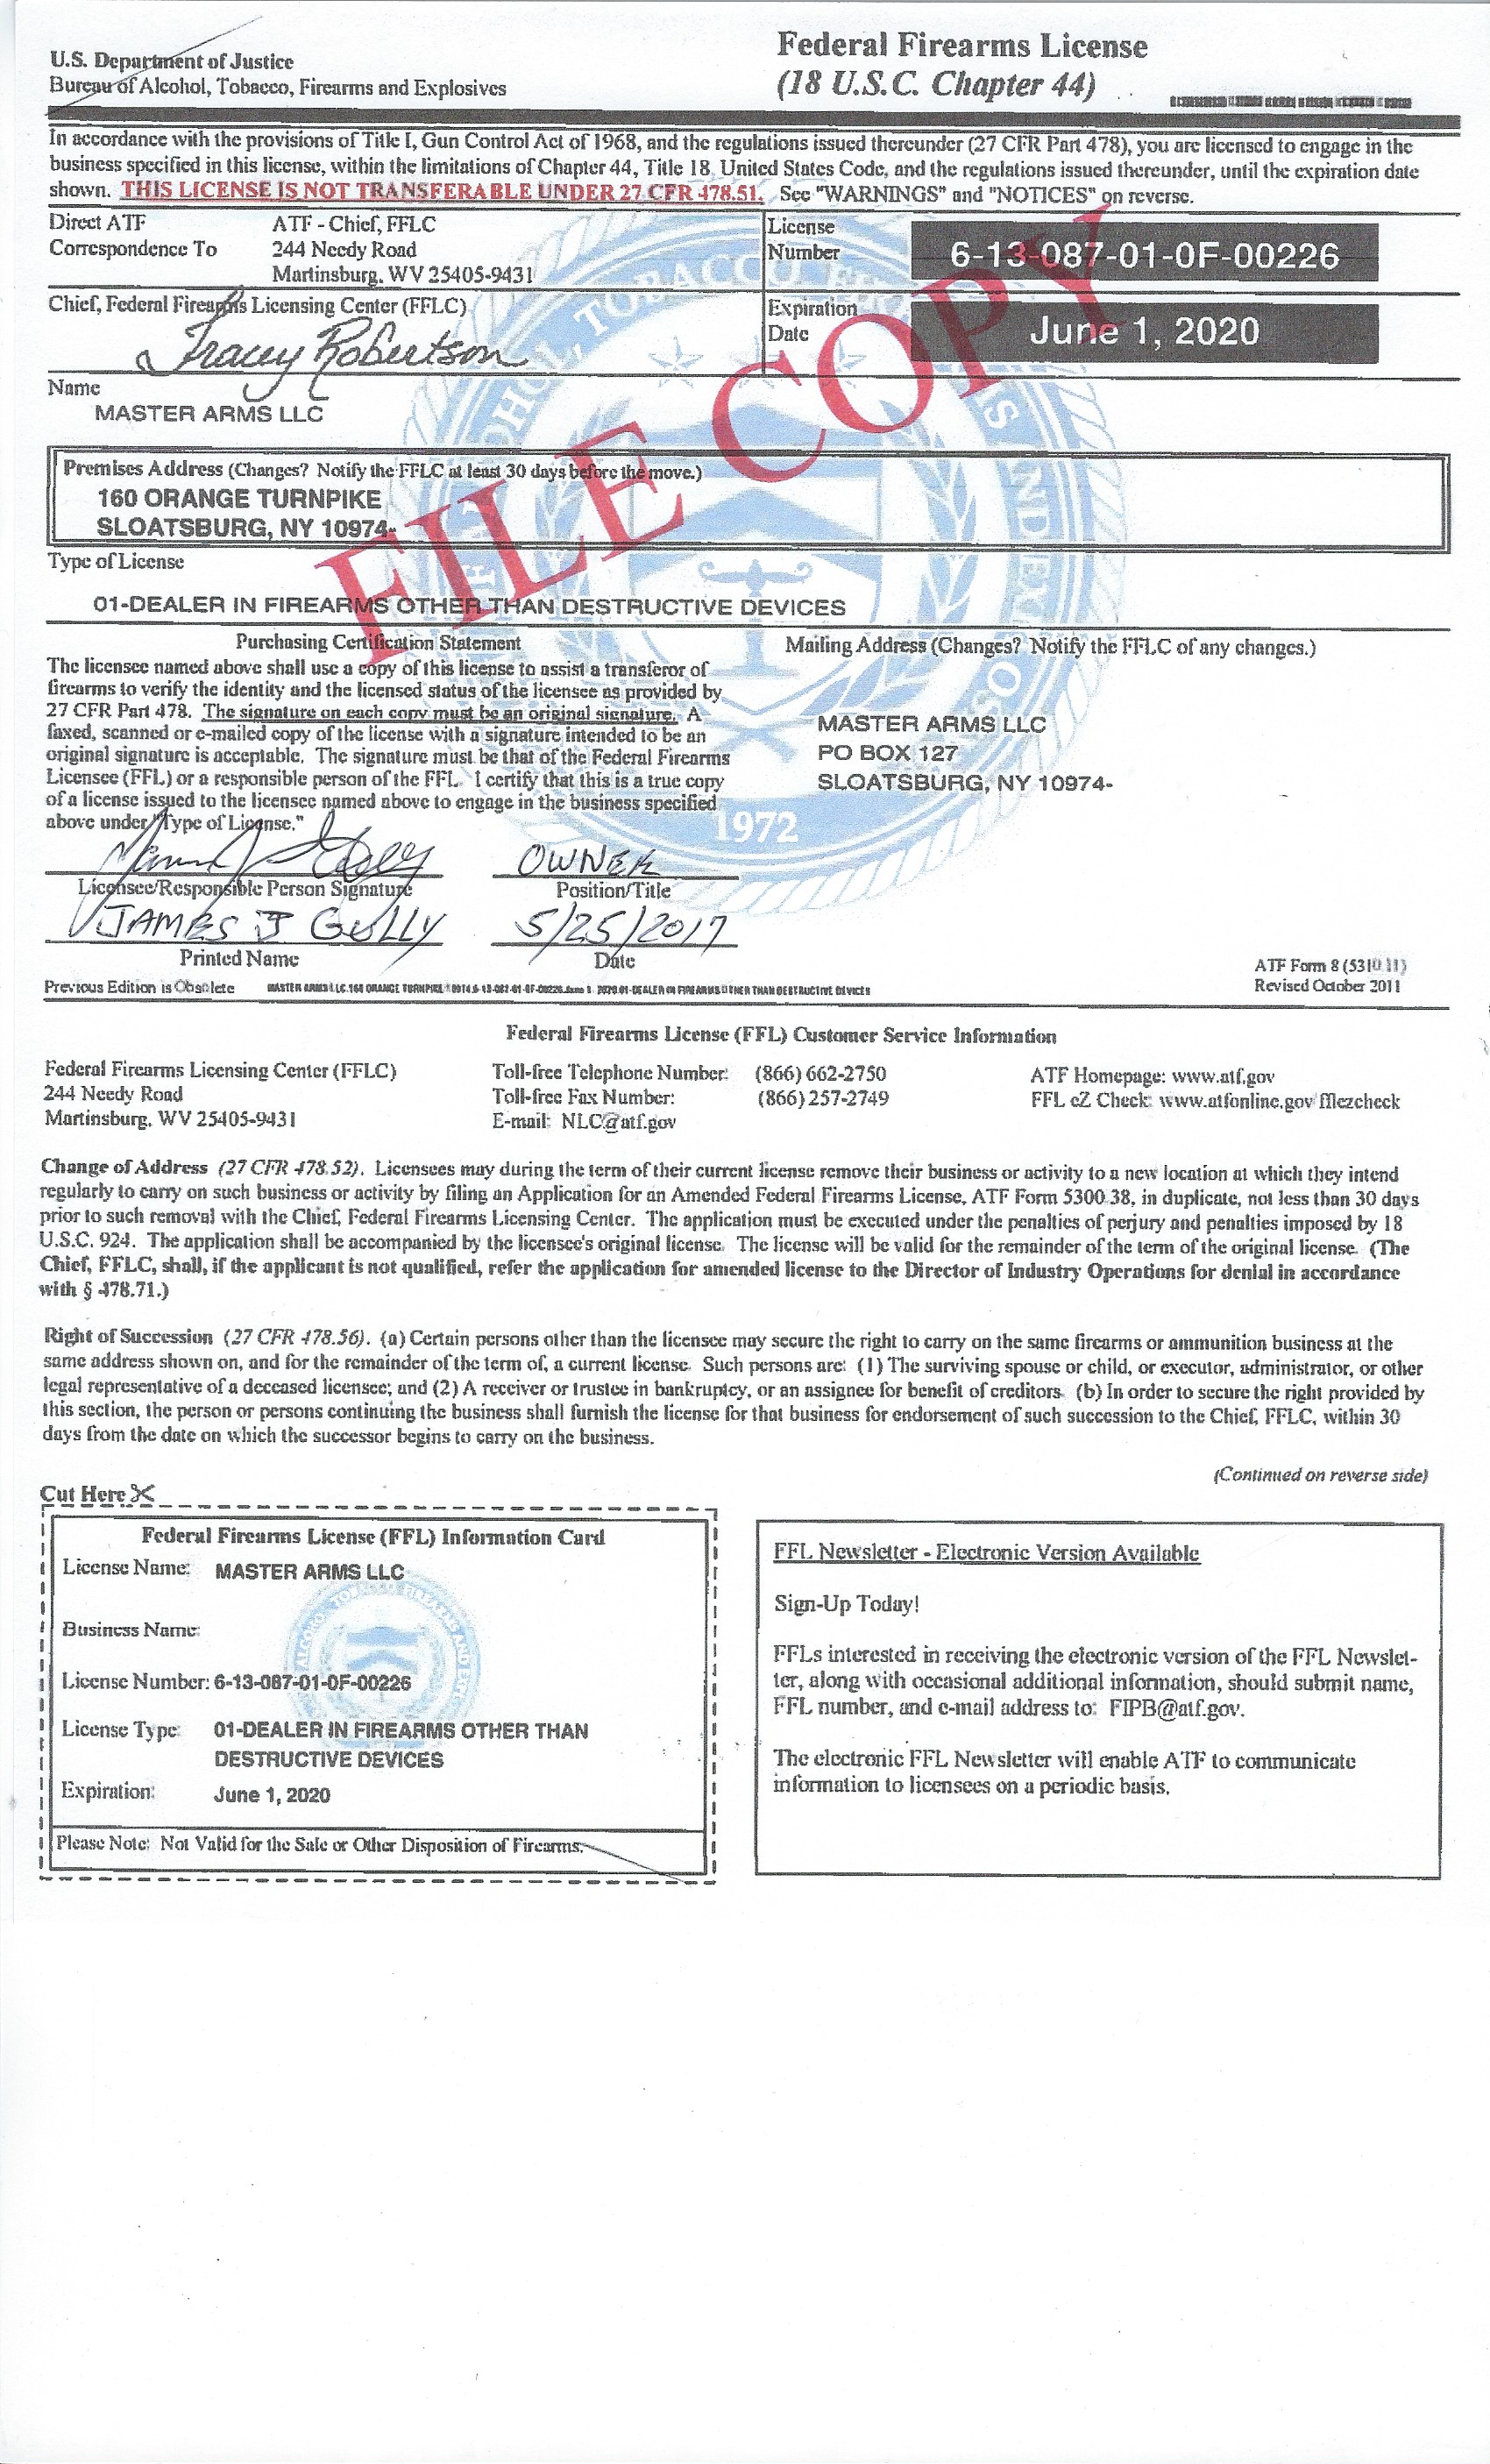 U.S. Department of Justice
Bureau of Alcohol, Tobacco, Firearms and Explosives
Federal Firearms License
(18 U.S.C. Chapter 44)
In accordance with the provisions of Title I, Gun Control Act of 1968, and the regulations issued thereunder (27 CFR Part 478), you are licensed to engage in the
business specified in this license, within the limitations of Chapter 44, Title 18, United States Code, and the regulations issued thereunder, until the expiration date
shown. THIS LICENSE IS NOT TRANSFERABLE UNDER 27 CFR 478.51. See "WARNINGS" and "NOTICES" on reverse.
Direct ATF
Correspondence To
ATF - Chief, FFLC
244 Needy Road
Martinsburg, WV 25405-9431
License
Number
6-13-087-01-0F-00226
Chief, Federal Firearms Licensing Center (FFLC)
Tracey Robertson
Expiration
Date
June 1, 2020
Name
MASTER ARMS LLC
FILE COPY
Premises Address (Changes? Notify the FFLC at least 30 days before the move.)
160 ORANGE TURNPIKE
SLOATSBURG, NY 10974-
Type of License
01-DEALER IN FIREARMS OTHER THAN DESTRUCTIVE DEVICES
Purchasing Certification Statement
The licensee named above shall use a copy of this license to assist a transferor of
firearms to verify the identity and the licensed status of the licensee as provided by
27 CFR Part 478. The signature on each copy must be an original signature. A
faxed, scanned or e-mailed copy of the license with a signature intended to be an
original signature is acceptable. The signature must be that of the Federal Firearms
Licensee (FFL) or a responsible person of the FFL. I certify that this is a true copy
of a license issued to the licensee named above to engage in the business specified
above under "Type of License."
Mailing Address (Changes? Notify the FFLC of any changes.)
MASTER ARMS LLC
PO BOX 127
SLOATSBURG, NY 10974-
1972
OWNER
Licensee/Responsible Person Signature
Position/Title
JAMES J GULLY
5/25/2017
Printed Name
Date
ATF Form 8 (5310.11)
Revised October 2011
Previous Edition is Obsolete
MASTER ARMS LLC:160 ORANGE TURNPIKE:10974:6-13-087-01-0F-00226:June 1, 2020:01-DEALER IN FIREARMS OTHER THAN DESTRUCTIVE DEVICES
Federal Firearms License (FFL) Customer Service Information
Federal Firearms Licensing Center (FFLC)
244 Needy Road
Martinsburg, WV 25405-9431
Toll-free Telephone Number: (866) 662-2750
Toll-free Fax Number: (866) 257-2749
E-mail: NLC@atf.gov
ATF Homepage: www.atf.gov
FFL eZ Check: www.atfonline.gov/fflezcheck
Change of Address (27 CFR 478.52). Licensees may during the term of their current license remove their business or activity to a new location at which they intend
regularly to carry on such business or activity by filing an Application for an Amended Federal Firearms License, ATF Form 5300.38, in duplicate, not less than 30 days
prior to such removal with the Chief, Federal Firearms Licensing Center. The application must be executed under the penalties of perjury and penalties imposed by 18
U.S.C. 924. The application shall be accompanied by the licensee's original license. The license will be valid for the remainder of the term of the original license. (The
Chief, FFLC, shall, if the applicant is not qualified, refer the application for amended license to the Director of Industry Operations for denial in accordance
with § 478.71.)
Right of Succession (27 CFR 478.56). (a) Certain persons other than the licensee may secure the right to carry on the same firearms or ammunition business at the
same address shown on, and for the remainder of the term of, a current license. Such persons are: (1) The surviving spouse or child, or executor, administrator, or other
legal representative of a deceased licensee; and (2) A receiver or trustee in bankruptcy, or an assignee for benefit of creditors. (b) In order to secure the right provided by
this section, the person or persons continuing the business shall furnish the license for that business for endorsement of such succession to the Chief, FFLC, within 30
days from the date on which the successor begins to carry on the business.
(Continued on reverse side)
Cut Here
Federal Firearms License (FFL) Information Card
License Name: MASTER ARMS LLC
Business Name:
License Number: 6-13-087-01-0F-00226
License Type: 01-DEALER IN FIREARMS OTHER THAN
DESTRUCTIVE DEVICES
Expiration: June 1, 2020
Please Note: Not Valid for the Sale or Other Disposition of Firearms.
FFL Newsletter - Electronic Version Available
Sign-Up Today!
FFLs interested in receiving the electronic version of the FFL Newslet-
ter, along with occasional additional information, should submit name,
FFL number, and e-mail address to: FIPB@atf.gov.
The electronic FFL Newsletter will enable ATF to communicate
information to licensees on a periodic basis.